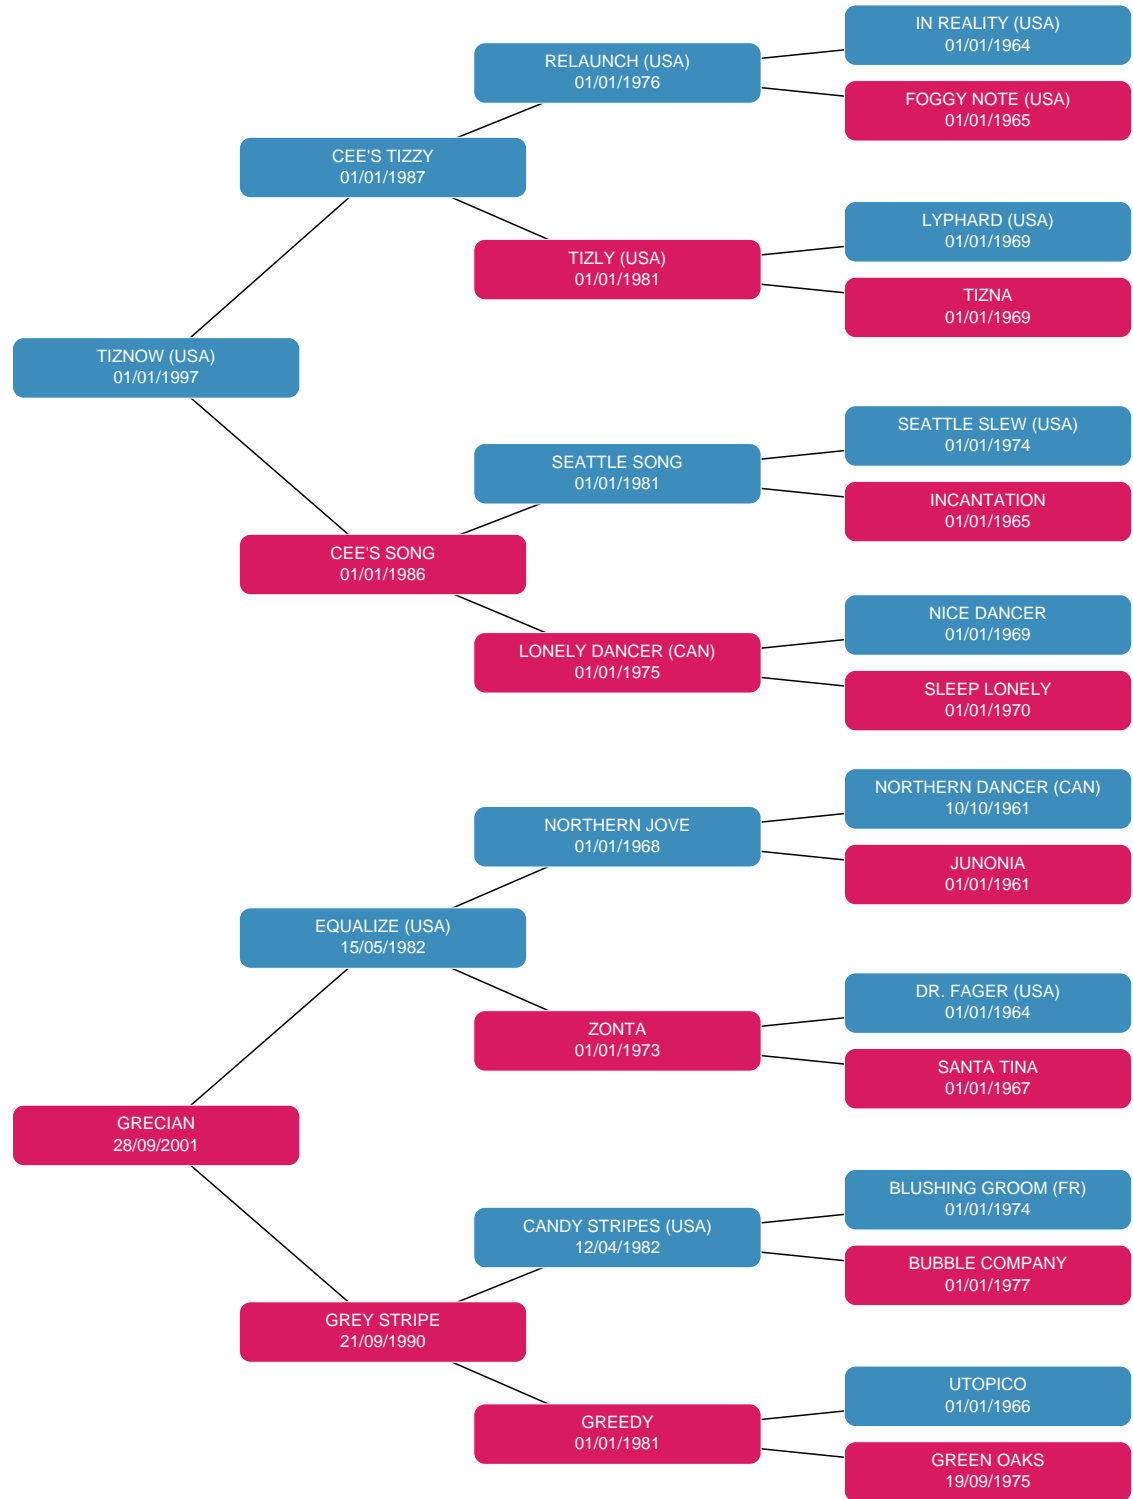 IN REALITY (USA)
01/01/1964
RELAUNCH (USA)
01/01/1976
FOGGY NOTE (USA)
01/01/1965
CEE'S TIZZY
01/01/1987
LYPHARD (USA)
01/01/1969
TIZLY (USA)
01/01/1981
TIZNA
01/01/1969
TIZNOW (USA)
01/01/1997
SEATTLE SLEW (USA)
01/01/1974
SEATTLE SONG
01/01/1981
INCANTATION
01/01/1965
CEE'S SONG
01/01/1986
NICE DANCER
01/01/1969
LONELY DANCER (CAN)
01/01/1975
SLEEP LONELY
01/01/1970
NORTHERN DANCER (CAN)
10/10/1961
NORTHERN JOVE
01/01/1968
JUNONIA
01/01/1961
EQUALIZE (USA)
15/05/1982
DR. FAGER (USA)
01/01/1964
ZONTA
01/01/1973
SANTA TINA
01/01/1967
GRECIAN
28/09/2001
BLUSHING GROOM (FR)
01/01/1974
CANDY STRIPES (USA)
12/04/1982
BUBBLE COMPANY
01/01/1977
GREY STRIPE
21/09/1990
UTOPICO
01/01/1966
GREEDY
01/01/1981
GREEN OAKS
19/09/1975